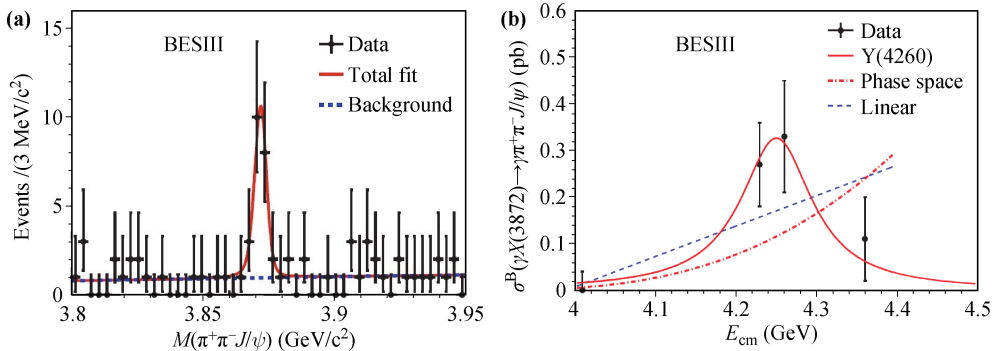 (a)
BESIII
Data
Total fit
Background
Events /(3 MeV/c²)
15
10
5
0
3.8
3.85
3.9
3.95
M(π⁺π⁻J/ψ) (GeV/c²)
(b)
BESIII
Data
Y(4260)
Phase space
Linear
σᴮ(γX(3872)→γπ⁺π⁻J/ψ) (pb)
0.6
0.5
0.4
0.3
0.2
0.1
0
4
4.1
4.2
4.3
4.4
4.5
E_cm (GeV)